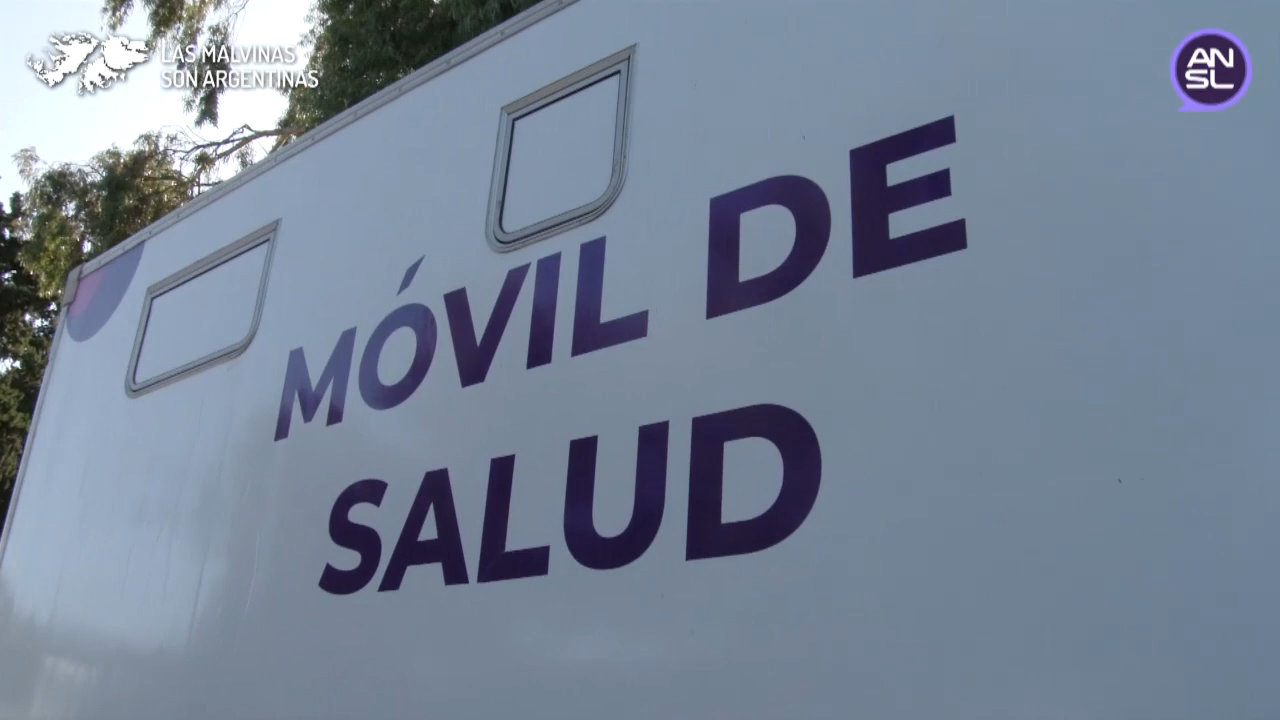 LAS MALVINAS
SON ARGENTINAS
AN
SL
MÓVIL DE
SALUD